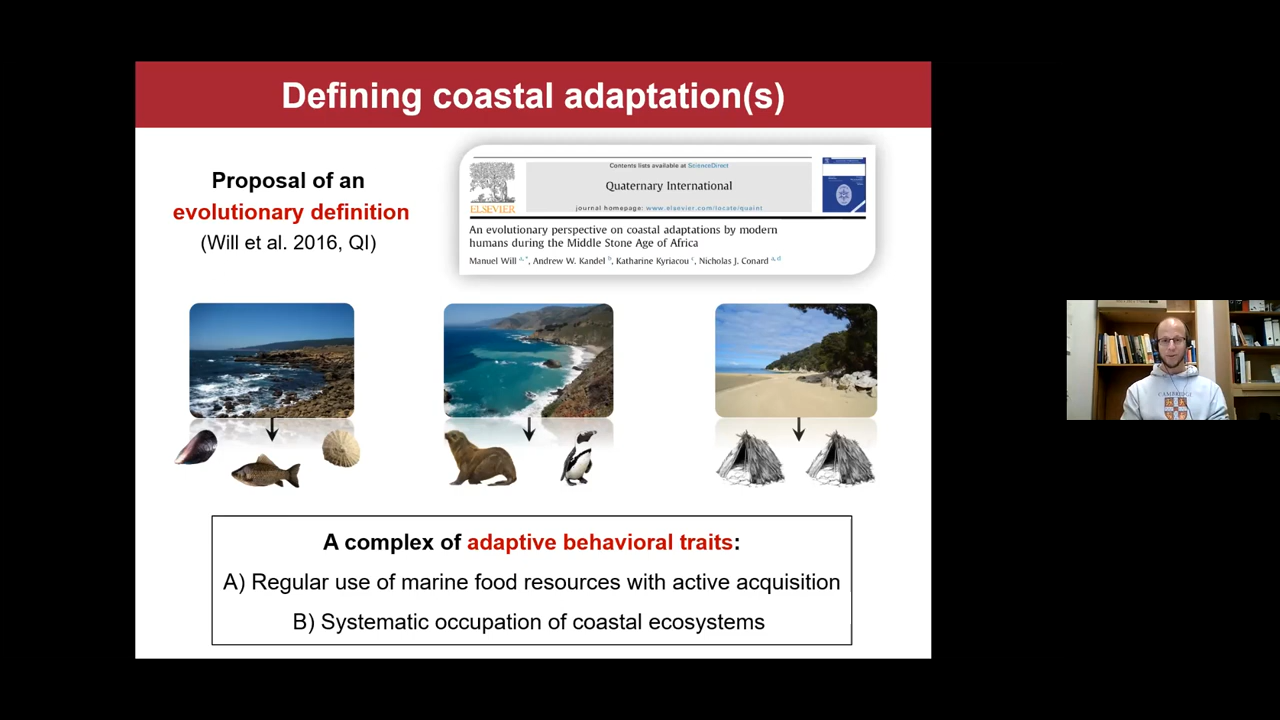 Defining coastal adaptation(s)
Proposal of an
evolutionary definition
(Will et al. 2016, QI)
Contents lists available at ScienceDirect
Quaternary International
journal homepage: www.elsevier.com/locate/quaint
ELSEVIER
An evolutionary perspective on coastal adaptations by modern
humans during the Middle Stone Age of Africa
Manuel Will a,*, Andrew W. Kandel b, Katharine Kyriacou c, Nicholas J. Conard a,d
A complex of adaptive behavioral traits:
A) Regular use of marine food resources with active acquisition
B) Systematic occupation of coastal ecosystems
CAMBRIDGE